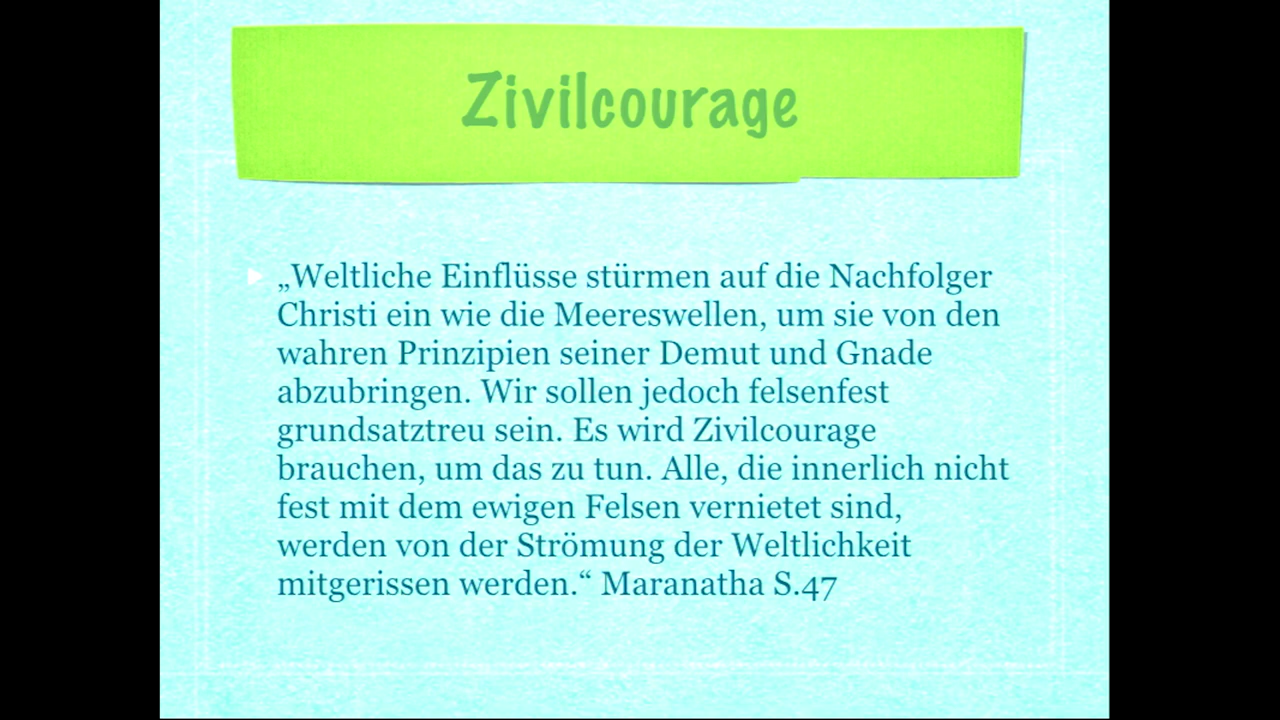 Zivilcourage
„Weltliche Einflüsse stürmen auf die Nachfolger
Christi ein wie die Meereswellen, um sie von den
wahren Prinzipien seiner Demut und Gnade
abzubringen. Wir sollen jedoch felsenfest
grundsatztreu sein. Es wird Zivilcourage
brauchen, um das zu tun. Alle, die innerlich nicht
fest mit dem ewigen Felsen vernietet sind,
werden von der Strömung der Weltlichkeit
mitgerissen werden.“ Maranatha S.47